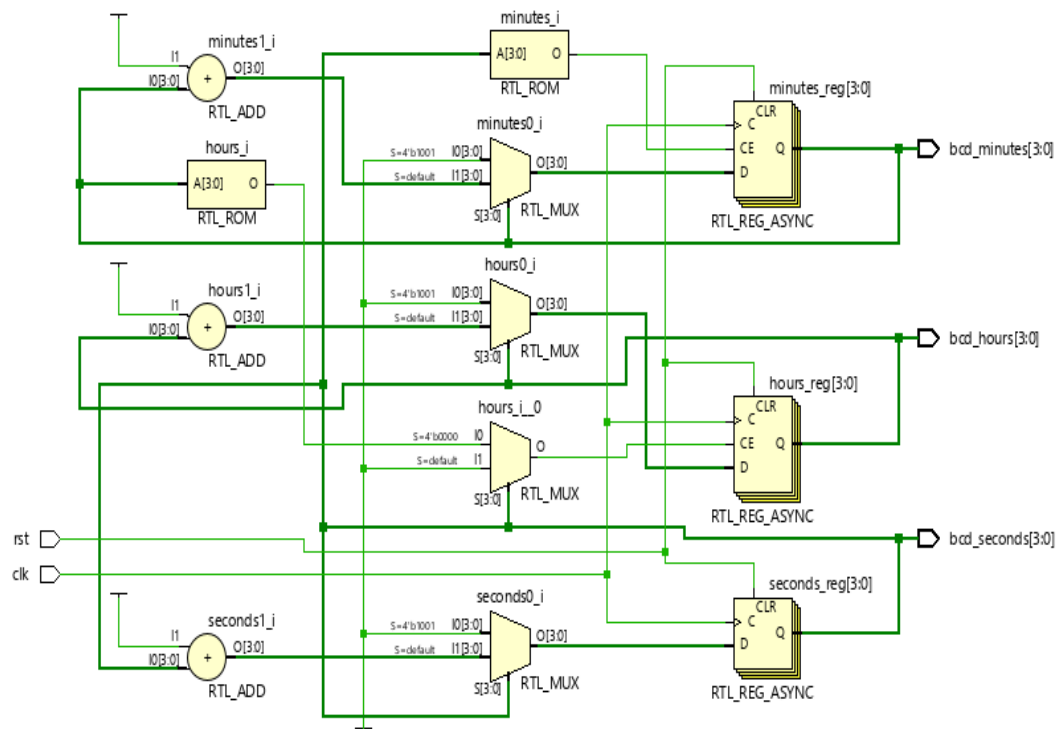 minutes_i
minutes1_i
I1
O[3:0]
I0[3:0]
+
RTL_ADD
A[3:0]
O
RTL_ROM
minutes_reg[3:0]
CLR
C
CE
Q
D
RTL_REG_ASYNC
bcd_minutes[3:0]
hours_i
A[3:0]
O
RTL_ROM
minutes0_i
S=4'b1001
I0[3:0]
O[3:0]
S=default
I1[3:0]
S[3:0]
RTL_MUX
hours1_i
I1
O[3:0]
I0[3:0]
+
RTL_ADD
hours0_i
S=4'b1001
I0[3:0]
O[3:0]
S=default
I1[3:0]
S[3:0]
RTL_MUX
bcd_hours[3:0]
hours_reg[3:0]
CLR
C
CE
Q
D
RTL_REG_ASYNC
hours_i__0
S=4'b0000
I0
O
S=default
I1
S[3:0]
RTL_MUX
rst
clk
bcd_seconds[3:0]
seconds_reg[3:0]
CLR
C
Q
D
RTL_REG_ASYNC
seconds1_i
I1
O[3:0]
I0[3:0]
+
RTL_ADD
seconds0_i
S=4'b1001
I0[3:0]
O[3:0]
S=default
I1[3:0]
S[3:0]
RTL_MUX